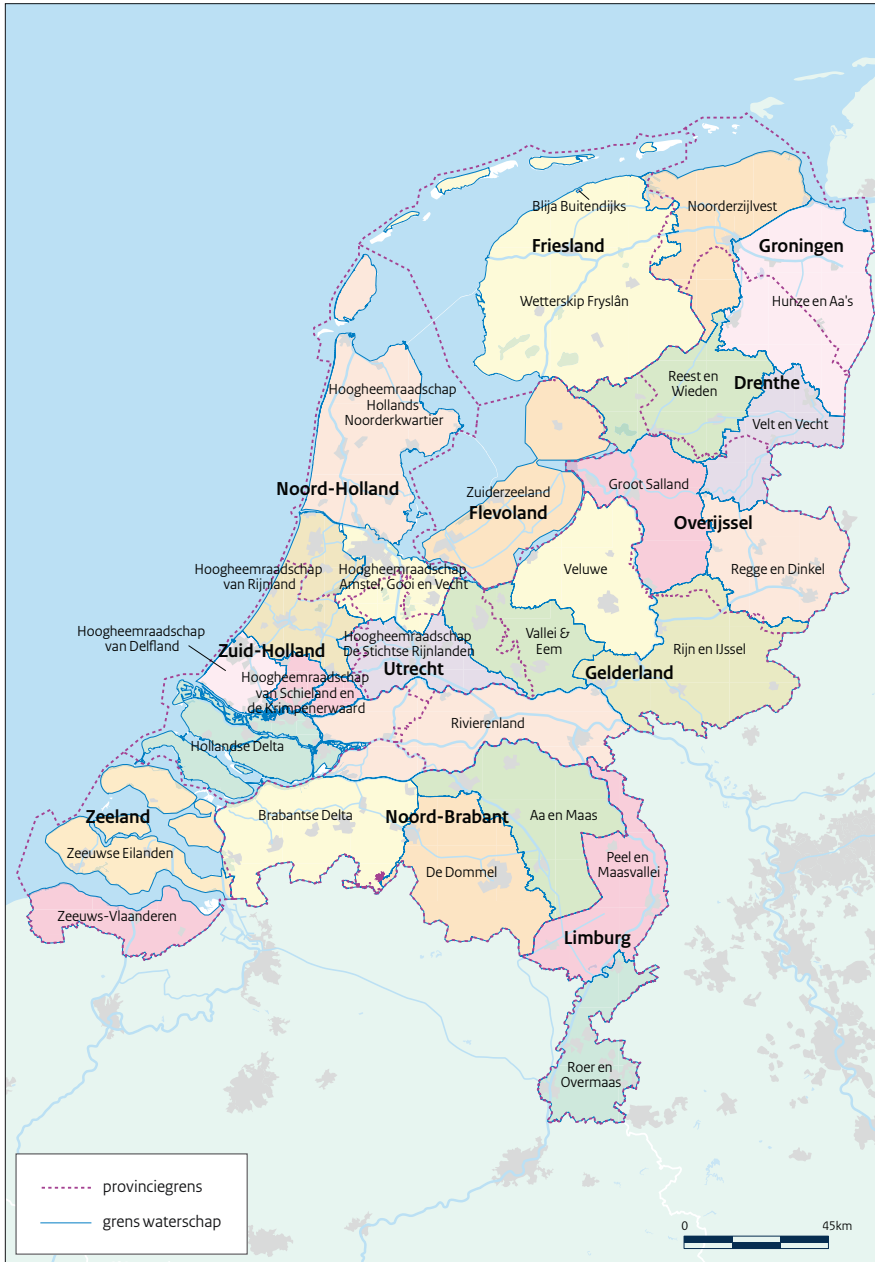 Blija Buitendijks
Noorderzijlvest
Friesland
Groningen
Wetterskip Fryslân
Hunze en Aa's
Reest en
Wieden
Drenthe
Hoogheemraadschap
Hollands
Noorderkwartier
Velt en Vecht
Noord-Holland
Zuiderzeeland
Flevoland
Groot Salland
Overijssel
Hoogheemraadschap
van Rijnland
Hoogheemraadschap
Amstel, Gooi en Vecht
Veluwe
Regge en Dinkel
Hoogheemraadschap
van Delfland
Zuid-Holland
Hoogheemraadschap
De Stichtse Rijnlanden
Utrecht
Vallei &
Eem
Gelderland
Rijn en IJssel
Hoogheemraadschap
van Schieland en
de Krimpenerwaard
Rivierenland
Hollandse Delta
Zeeland
Brabantse Delta
Noord-Brabant
Aa en Maas
Zeeuwse Eilanden
De Dommel
Peel en
Maasvallei
Zeeuws-Vlaanderen
Limburg
Roer en
Overmaas
provinciegrens
grens waterschap
0 45km